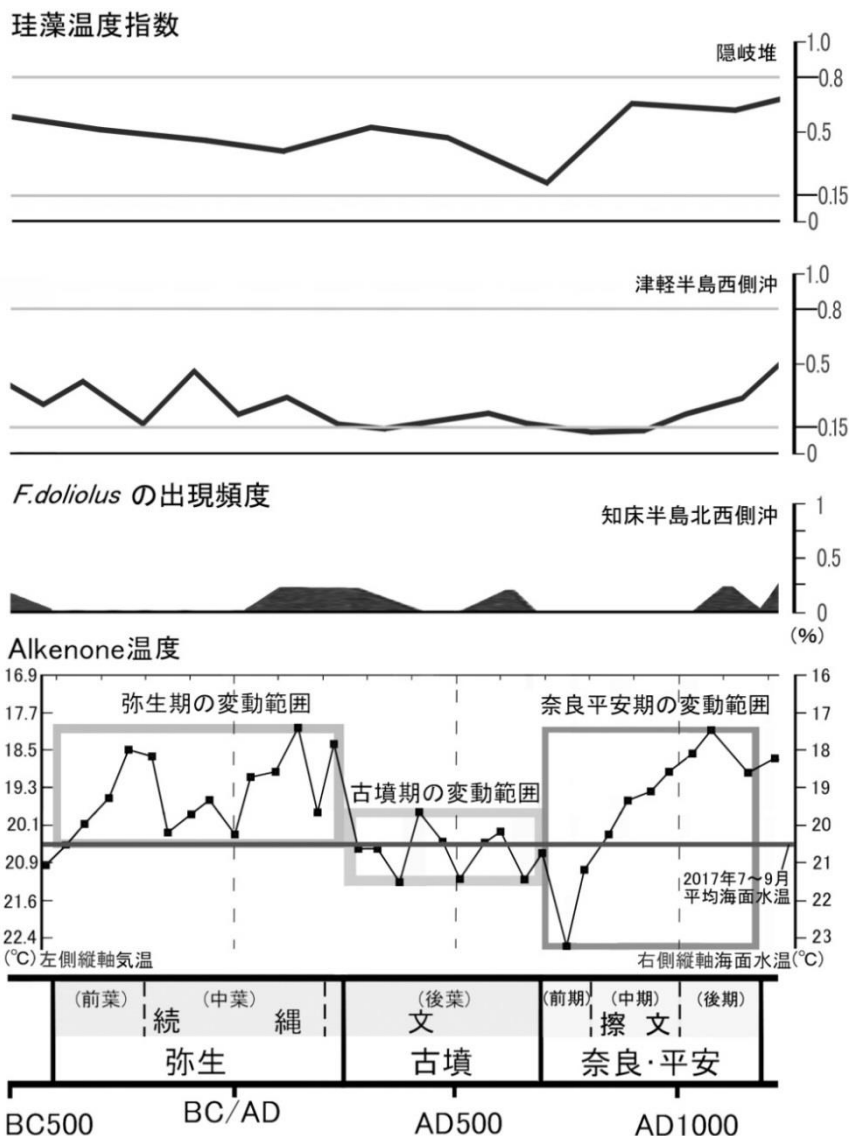 珪藻温度指数
隠岐堆
1.0
0.8
0.5
0.15
0
津軽半島西側沖
1.0
0.8
0.5
0.15
0
F.doliolus の出現頻度
知床半島北西側沖
1
0.5
0
(%)
Alkenone温度
16.9
17.7
18.5
19.3
20.1
20.9
21.6
22.4
(℃)左側縦軸気温
弥生期の変動範囲
古墳期の変動範囲
奈良平安期の変動範囲
2017年7~9月
平均海面水温
16
17
18
19
20
21
22
23
右側縦軸海面水温(℃)
(前葉) (中葉) (後葉) (前期) (中期) (後期)
続 縄 文 擦 文
弥生 古墳 奈良・平安
BC500 BC/AD AD500 AD1000